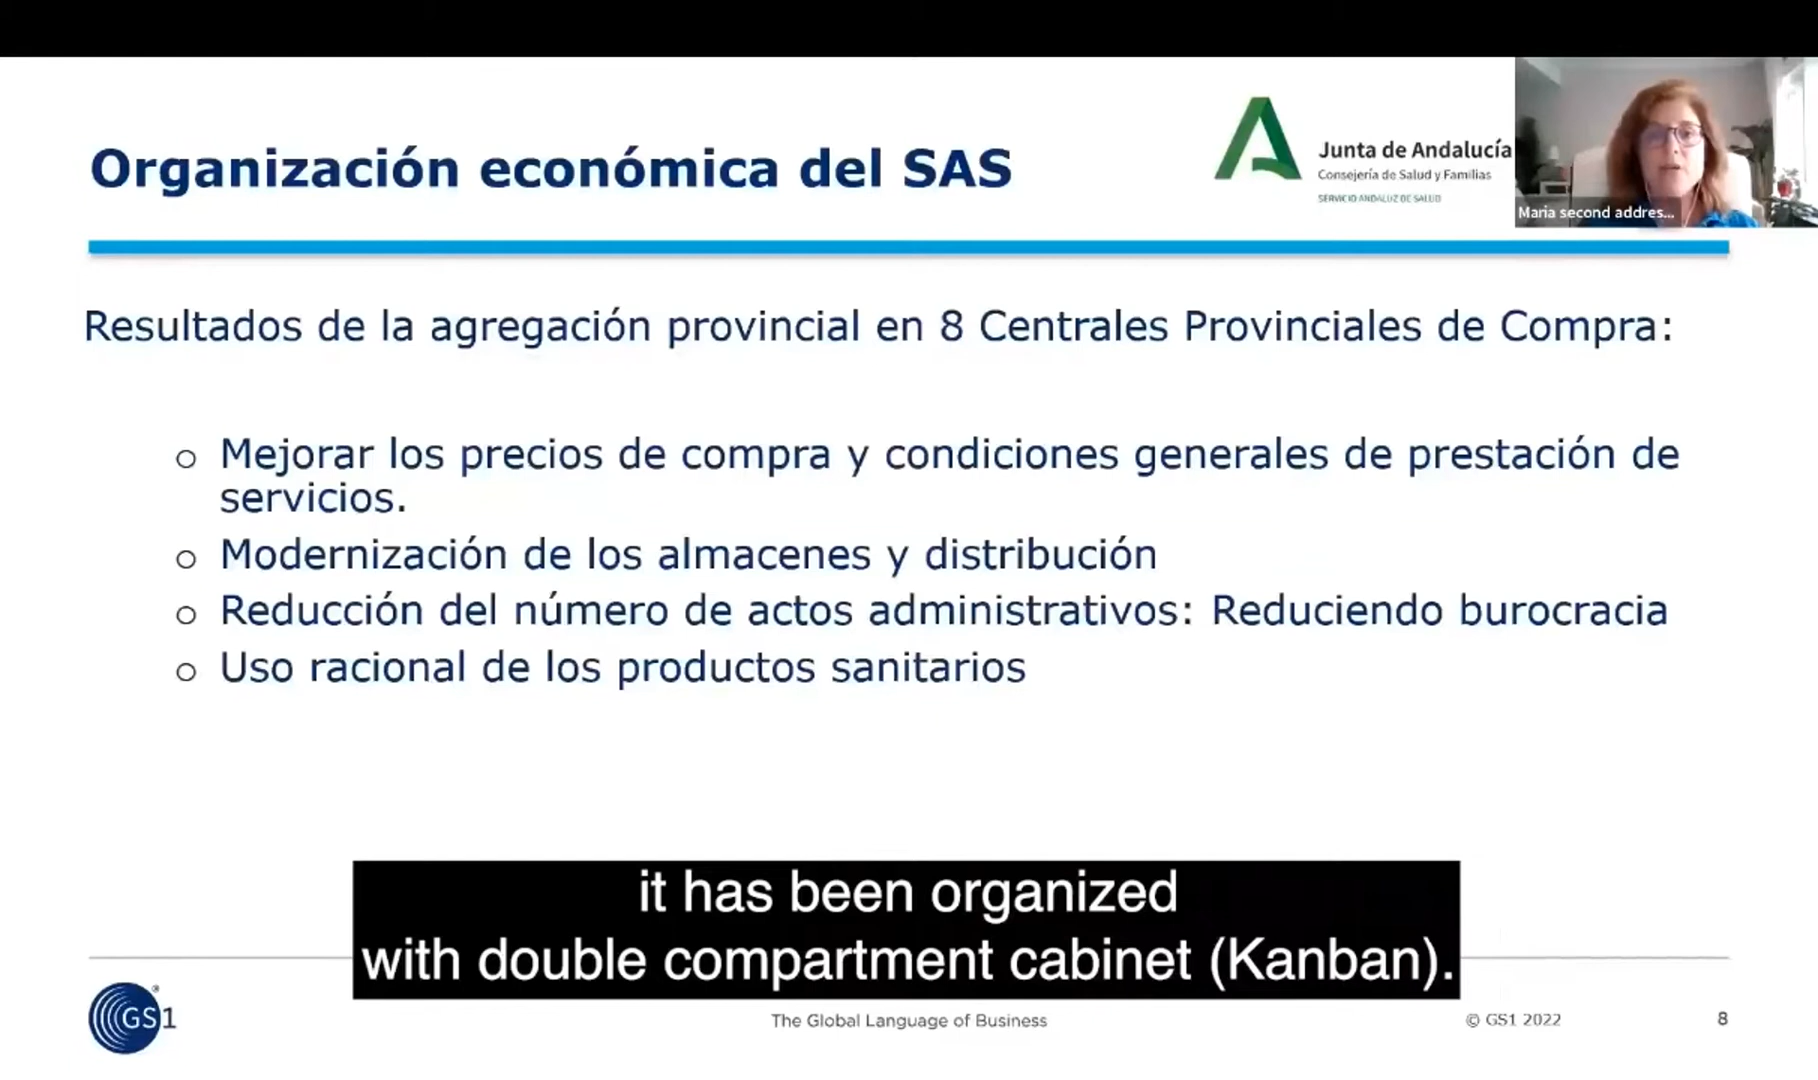 Organización económica del SAS
Junta de Andalucía
Consejería de Salud y Familias
SERVICIO ANDALUZ DE SALUD
Maria second addres...
Resultados de la agregación provincial en 8 Centrales Provinciales de Compra:
o Mejorar los precios de compra y condiciones generales de prestación de
servicios.
o Modernización de los almacenes y distribución
o Reducción del número de actos administrativos: Reduciendo burocracia
o Uso racional de los productos sanitarios
it has been organized
with double compartment cabinet (Kanban).
GS1
®
The Global Language of Business
© GS1 2022
8